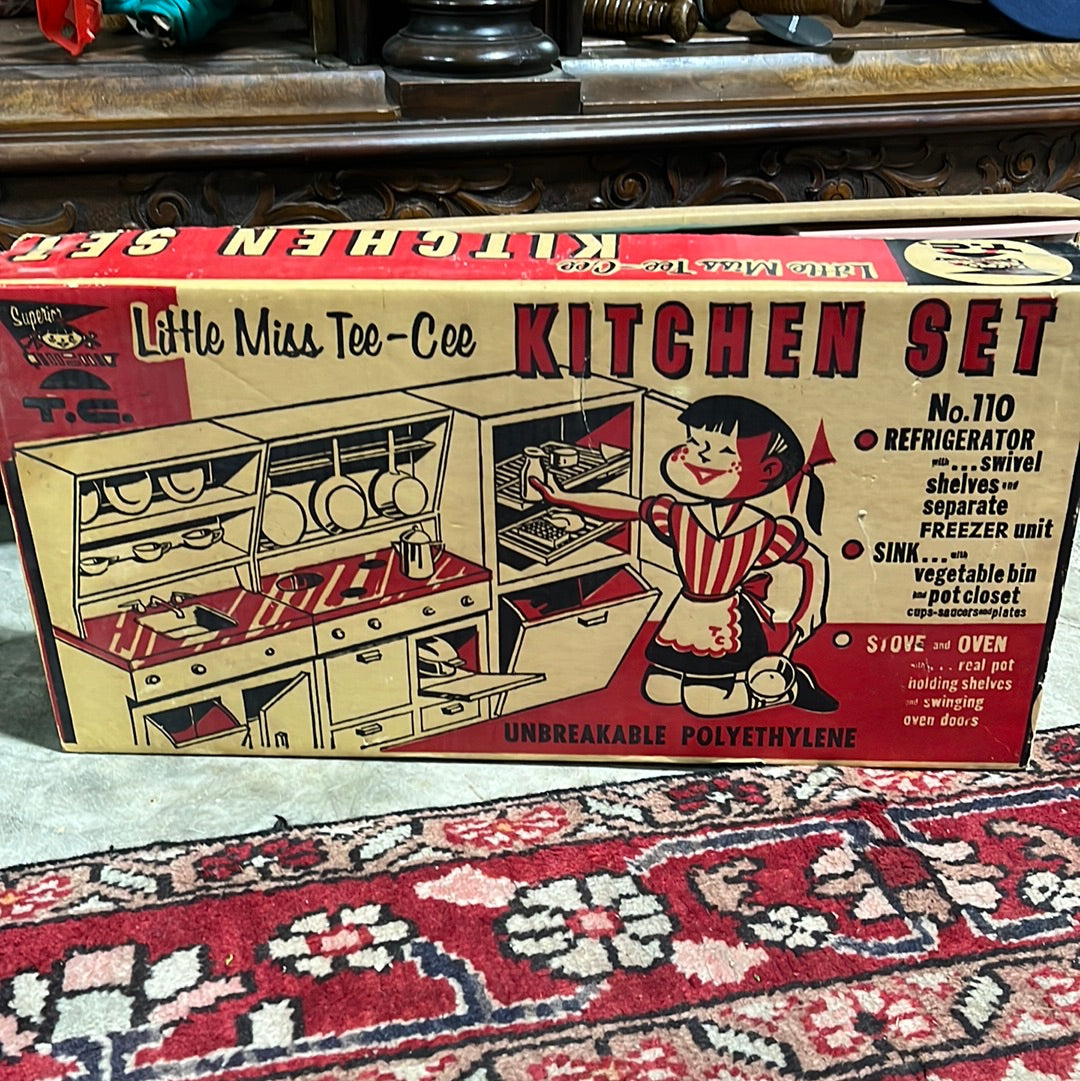 KITCHEN SET
Little Miss Tee-Cee
Superior
T.C.
Little Miss Tee-Cee KITCHEN SET
No.110
REFRIGERATOR
with...swivel
shelves and
separate
FREEZER unit
SINK...with
vegetable bin
and pot closet
cups-saucers and plates
STOVE and OVEN
with... real pot
holding shelves
and swinging
oven doors
TC
UNBREAKABLE POLYETHYLENE